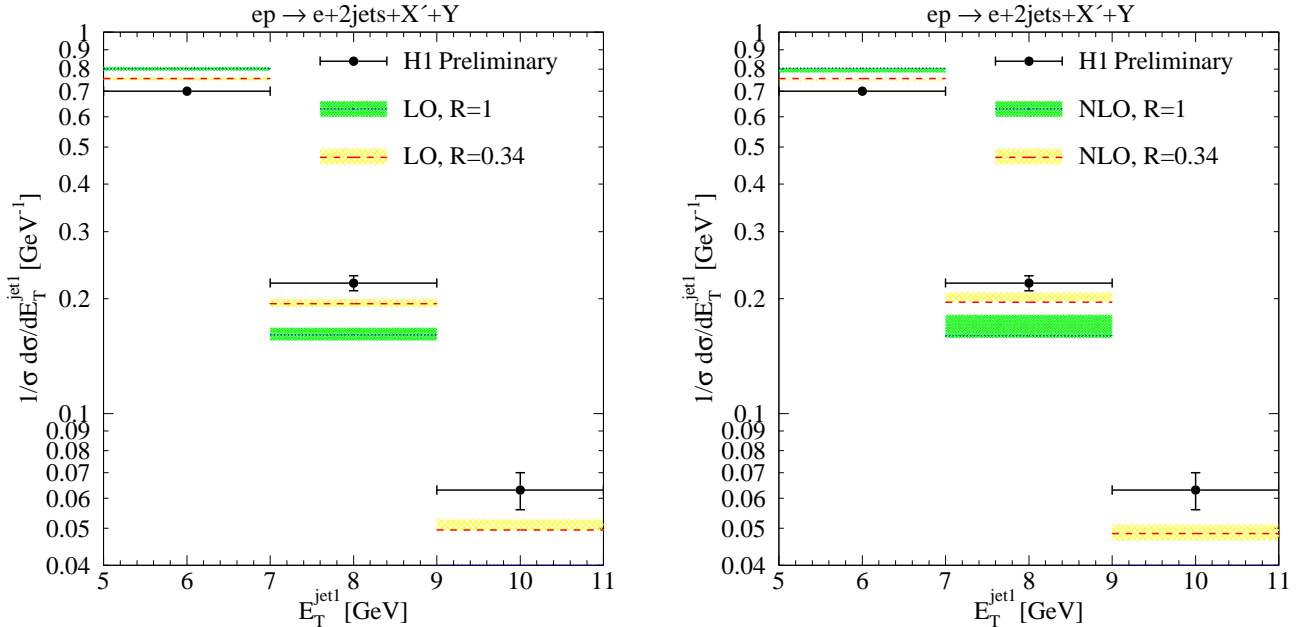 ep → e+2jets+X´+Y
1/σ dσ/dE_T^jet1 [GeV^-1]
1
0.9
0.8
0.7
0.6
0.5
0.4
0.3
0.2
0.1
0.09
0.08
0.07
0.06
0.05
0.04
H1 Preliminary
LO, R=1
LO, R=0.34
5 6 7 8 9 10 11
E_T^jet1 [GeV]
ep → e+2jets+X´+Y
1/σ dσ/dE_T^jet1 [GeV^-1]
1
0.9
0.8
0.7
0.6
0.5
0.4
0.3
0.2
0.1
0.09
0.08
0.07
0.06
0.05
0.04
H1 Preliminary
NLO, R=1
NLO, R=0.34
5 6 7 8 9 10 11
E_T^jet1 [GeV]